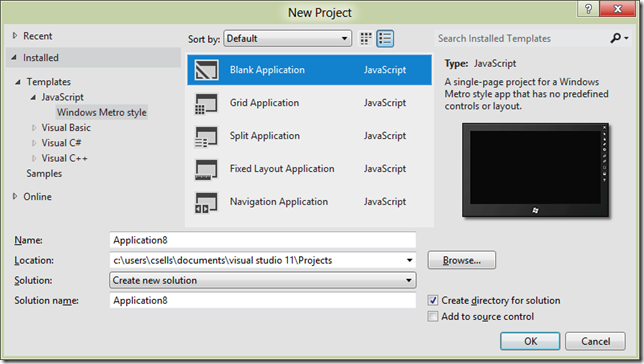 New Project
Recent
Installed
Templates
JavaScript
Windows Metro style
Visual Basic
Visual C#
Visual C++
Samples
Online
Sort by: Default
Blank Application JavaScript
Grid Application JavaScript
Split Application JavaScript
Fixed Layout Application JavaScript
Navigation Application JavaScript
Search Installed Templates
Type: JavaScript
A single-page project for a Windows
Metro style app that has no predefined
controls or layout.
Name: Application8
Location: c:\users\csells\documents\visual studio 11\Projects Browse...
Solution: Create new solution
Solution name: Application8
Create directory for solution
Add to source control
OK Cancel